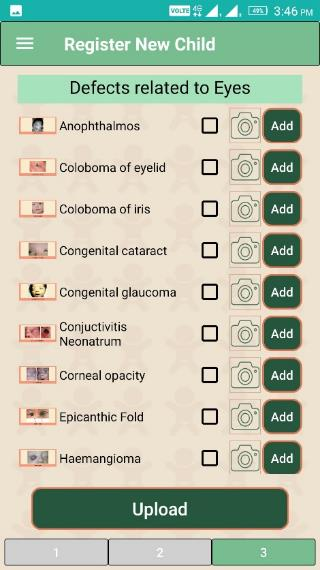 VOLTE 4G 49% 3:46 PM
Register New Child
Defects related to Eyes
Anophthalmos Add
Coloboma of eyelid Add
Coloboma of iris Add
Congenital cataract Add
Congenital glaucoma Add
Conjuctivitis
Neonatrum Add
Corneal opacity Add
Epicanthic Fold Add
Haemangioma Add
Upload
1 2 3